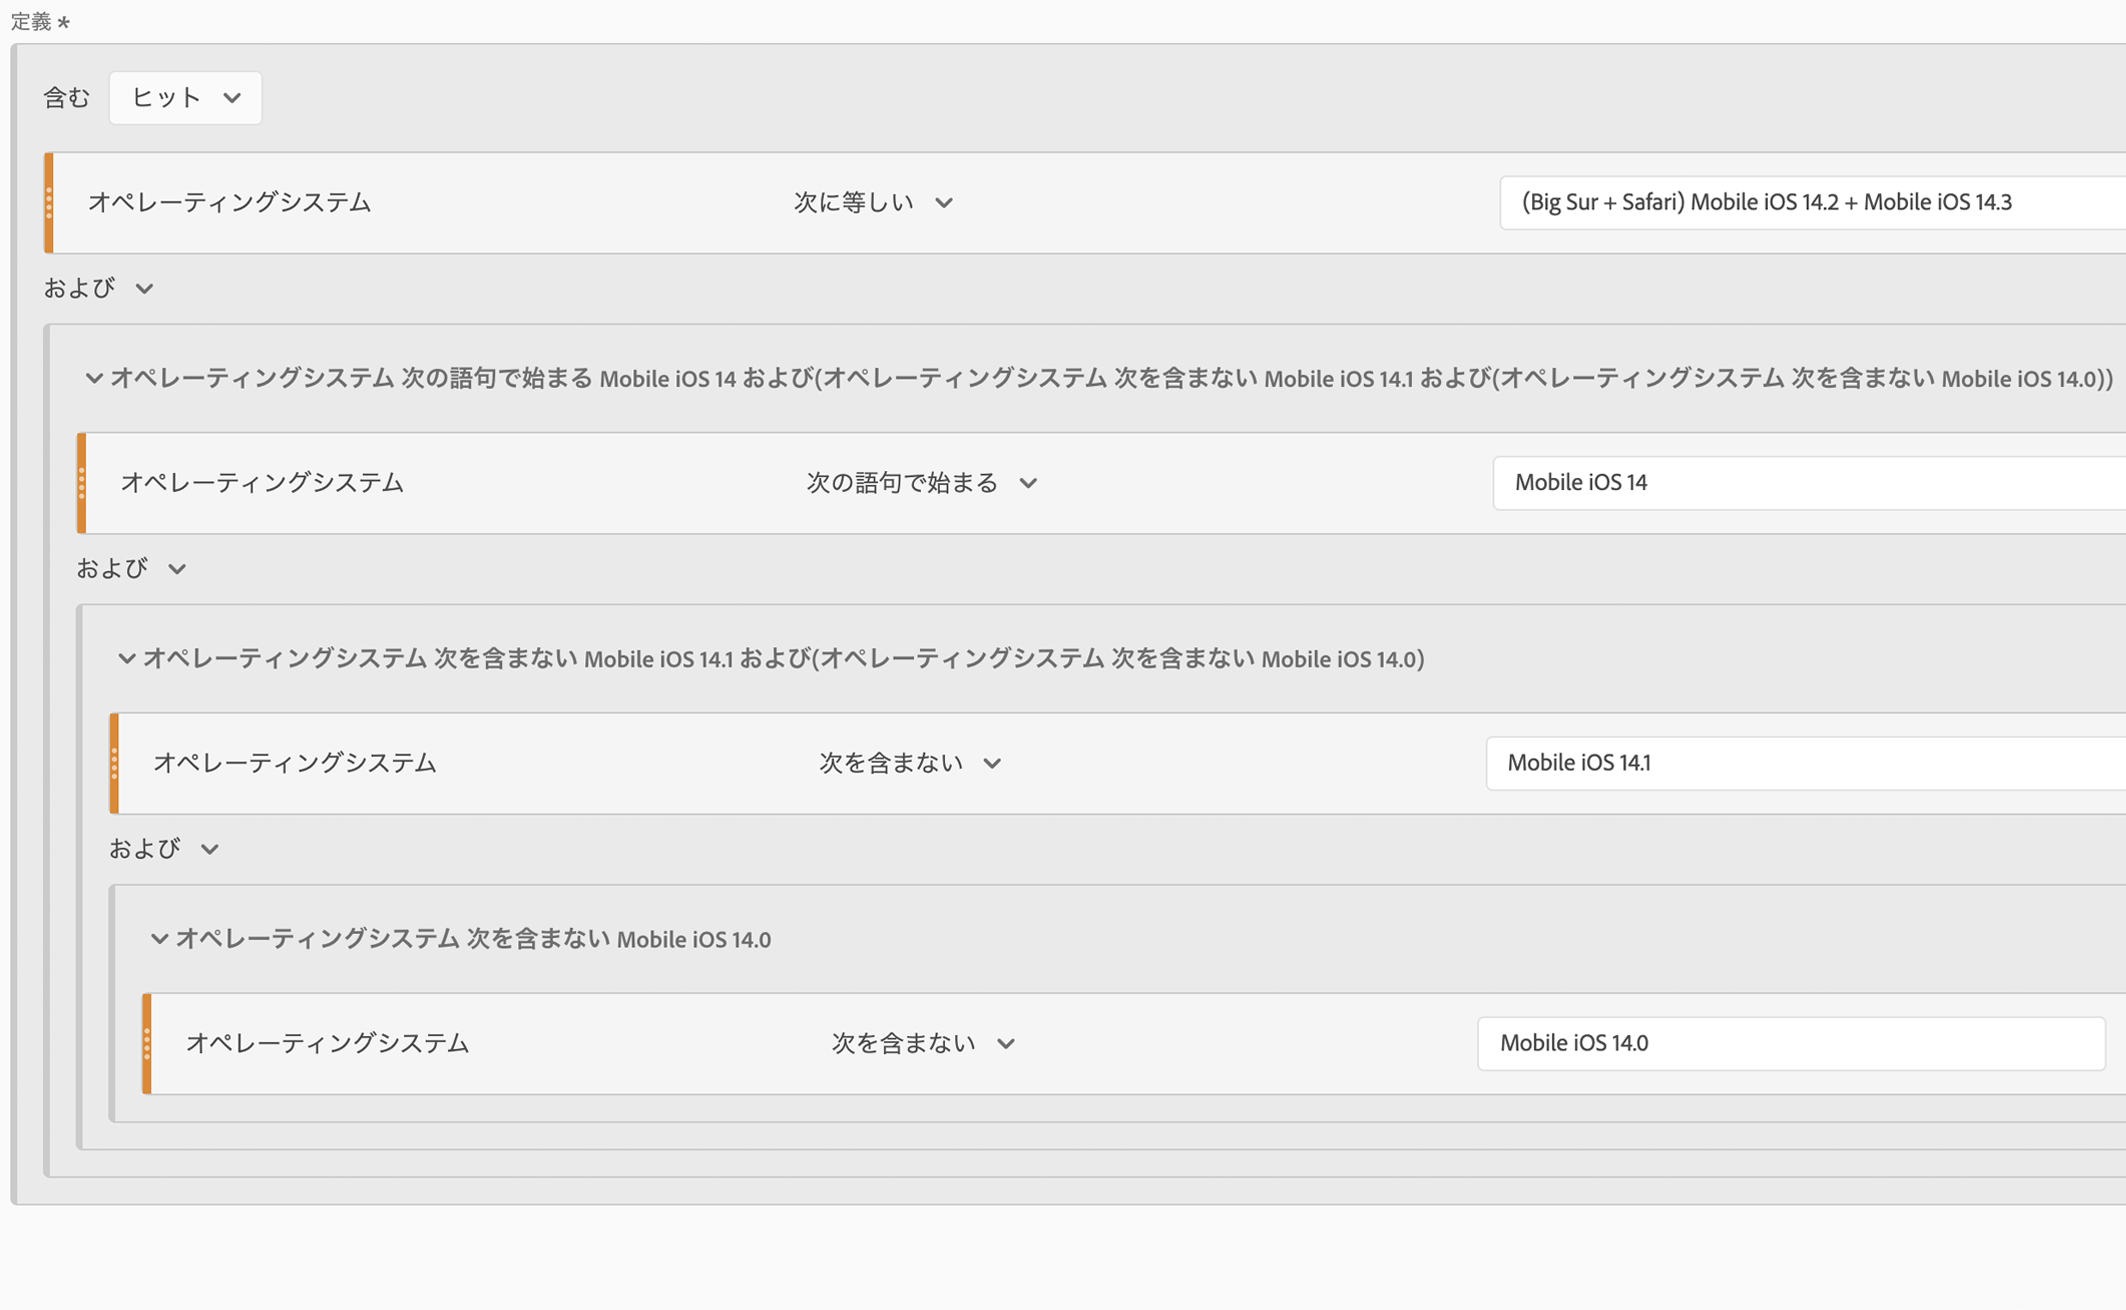 定義 *
含む ヒット
オペレーティングシステム 次に等しい (Big Sur + Safari) Mobile iOS 14.2 + Mobile iOS 14.3
および
オペレーティングシステム 次の語句で始まる Mobile iOS 14 および(オペレーティングシステム 次を含まない Mobile iOS 14.1 および(オペレーティングシステム 次を含まない Mobile iOS 14.0))
オペレーティングシステム 次の語句で始まる Mobile iOS 14
および
オペレーティングシステム 次を含まない Mobile iOS 14.1 および(オペレーティングシステム 次を含まない Mobile iOS 14.0)
オペレーティングシステム 次を含まない Mobile iOS 14.1
および
オペレーティングシステム 次を含まない Mobile iOS 14.0
オペレーティングシステム 次を含まない Mobile iOS 14.0